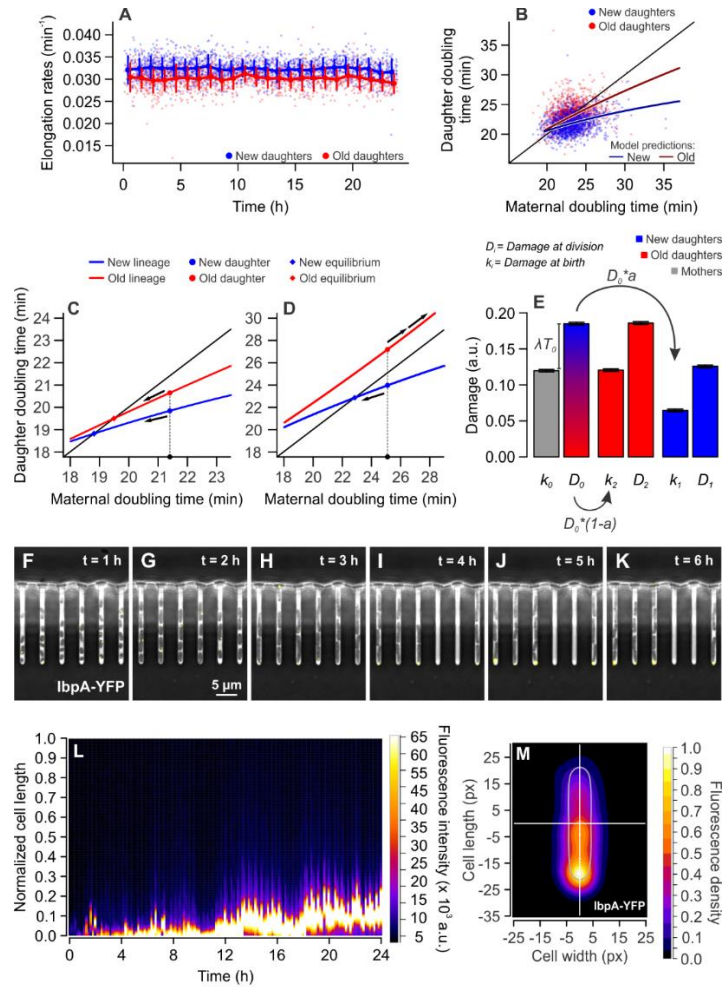 A
Elongation rates (min⁻¹)
0.040
0.035
0.030
0.025
0.020
0.015
0
5
10
15
20
Time (h)
New daughters
Old daughters
B
New daughters
Old daughters
Daughter doubling
time (min)
35
30
25
20
20
25
30
35
Maternal doubling time (min)
Model predictions:
New
Old
New lineage
New daughter
New equilibrium
Old lineage
Old daughter
Old equilibrium
C
Daughter doubling time (min)
24
23
22
21
20
19
18
18
19
20
21
22
23
Maternal doubling time (min)
D
30
28
26
24
22
20
18
18
20
22
24
26
28
Maternal doubling time (min)
Dᵢ = Damage at division
kᵢ = Damage at birth
New daughters
Old daughters
Mothers
E
D₀*a
λT₀
Damage (a.u.)
0.20
0.15
0.10
0.05
0.00
k₀ D₀ k₂ D₂ k₁ D₁
D₀*(1-a)
F t = 1 h
IbpA-YFP
G t = 2 h
5 µm
H t = 3 h
I t = 4 h
J t = 5 h
K t = 6 h
L
Normalized cell length
1.0
0.9
0.8
0.7
0.6
0.5
0.4
0.3
0.2
0.1
0
0
4
8
12
16
20
24
Time (h)
65
60
55
50
45
40
35
30
25
20
15
10
5
Fluorescence intensity (x 10³ a.u.)
M
Cell length (px)
25
15
5
-5
-15
-25
-35
-25
-15
-5
5
15
25
Cell width (px)
IbpA-YFP
1.0
0.9
0.8
0.7
0.6
0.5
0.4
0.3
0.2
0.1
0.0
Fluorescence density